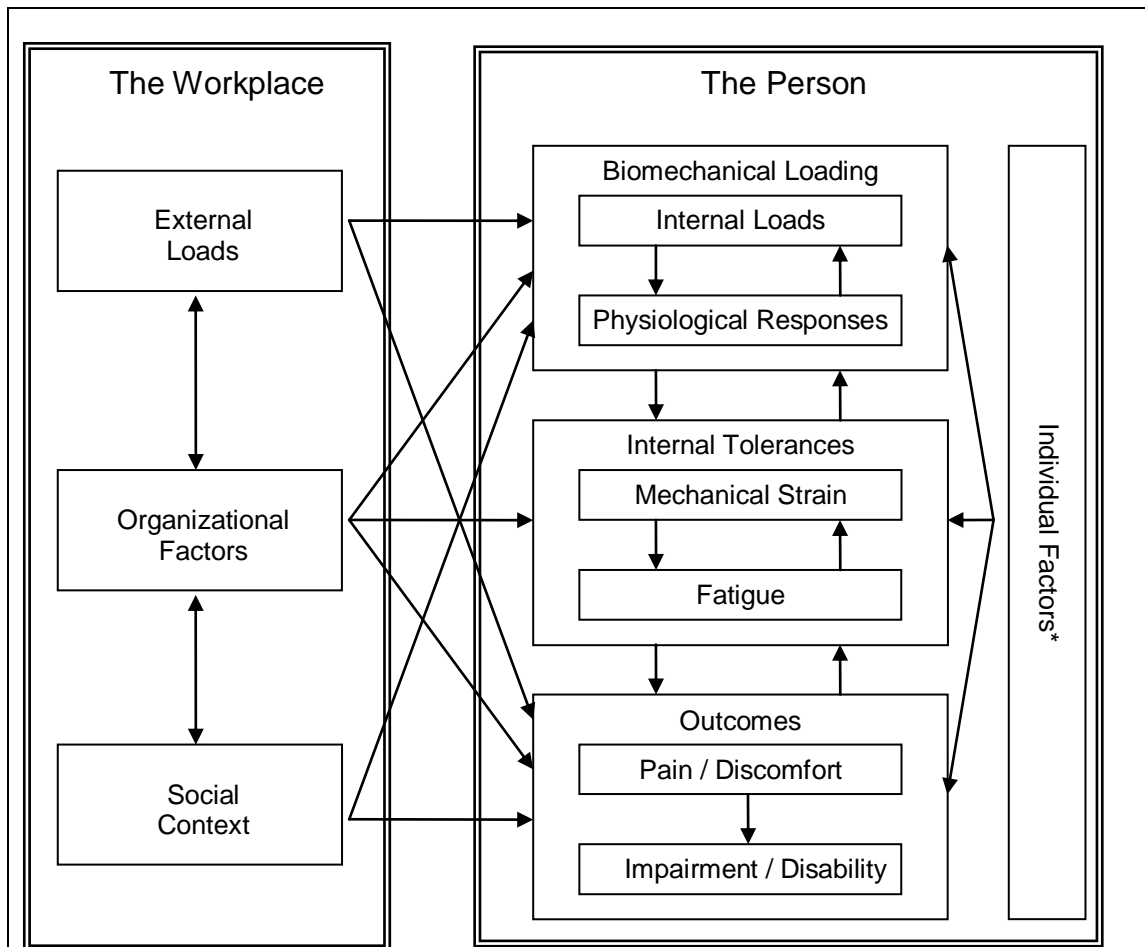 The Workplace
External
Loads
Organizational
Factors
Social
Context
The Person
Biomechanical Loading
Internal Loads
Physiological Responses
Internal Tolerances
Mechanical Strain
Fatigue
Outcomes
Pain / Discomfort
Impairment / Disability
Individual Factors*